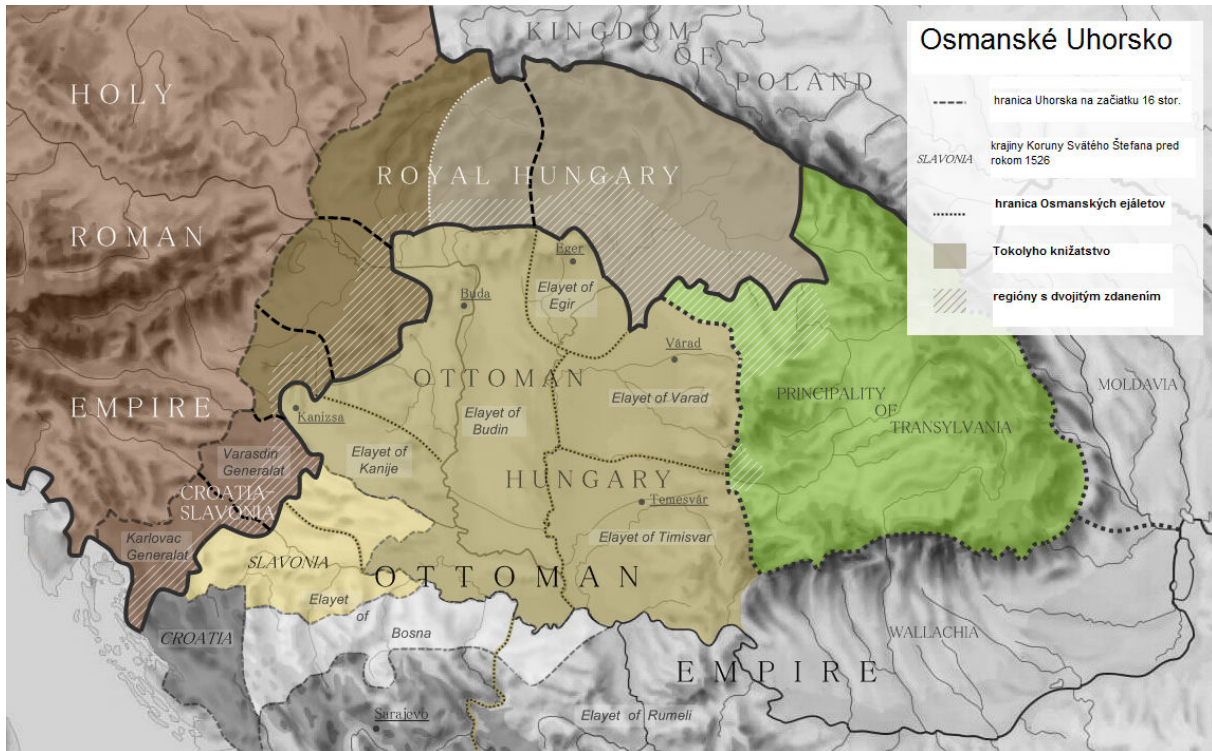 Osmanské Uhorsko
hranica Uhorska na začiatku 16 stor.
SLAVONIA
krajiny Koruny Svätého Štefana pred
rokom 1526
hranica Osmanských ejáletov
Tokolyho knižatstvo
regióny s dvojitým zdanením
KINGDOM
OF
POLAND
HOLY
ROMAN
EMPIRE
ROYAL HUNGARY
Eger
Elayet of
Egir
Buda
Várad
OTTOMAN
Elayet of Varad
Elayet of
Budin
Kanizsa
Elayet of
Kanije
HUNGARY
Temesvár
Elayet of Timisvar
PRINCIPALITY
OF
TRANSYLVANIA
MOLDAVIA
Varasdin
Generalat
CROATIA-
SLAVONIA
Karlovac
Generalat
SLAVONIA
OTTOMAN
Elayet
of
Bosna
CROATIA
WALLACHIA
EMPIRE
Sarajevo
Elayet of Rumeli